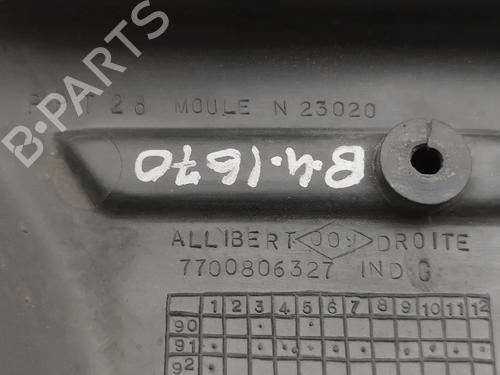 B-PARTS
28 MOULE N 23020
B4.1670
ALLIBERT 009 DROITE
7700806327 IND G
1 2 3 4 5 6 7 8 9 10 11 12
90
91
92